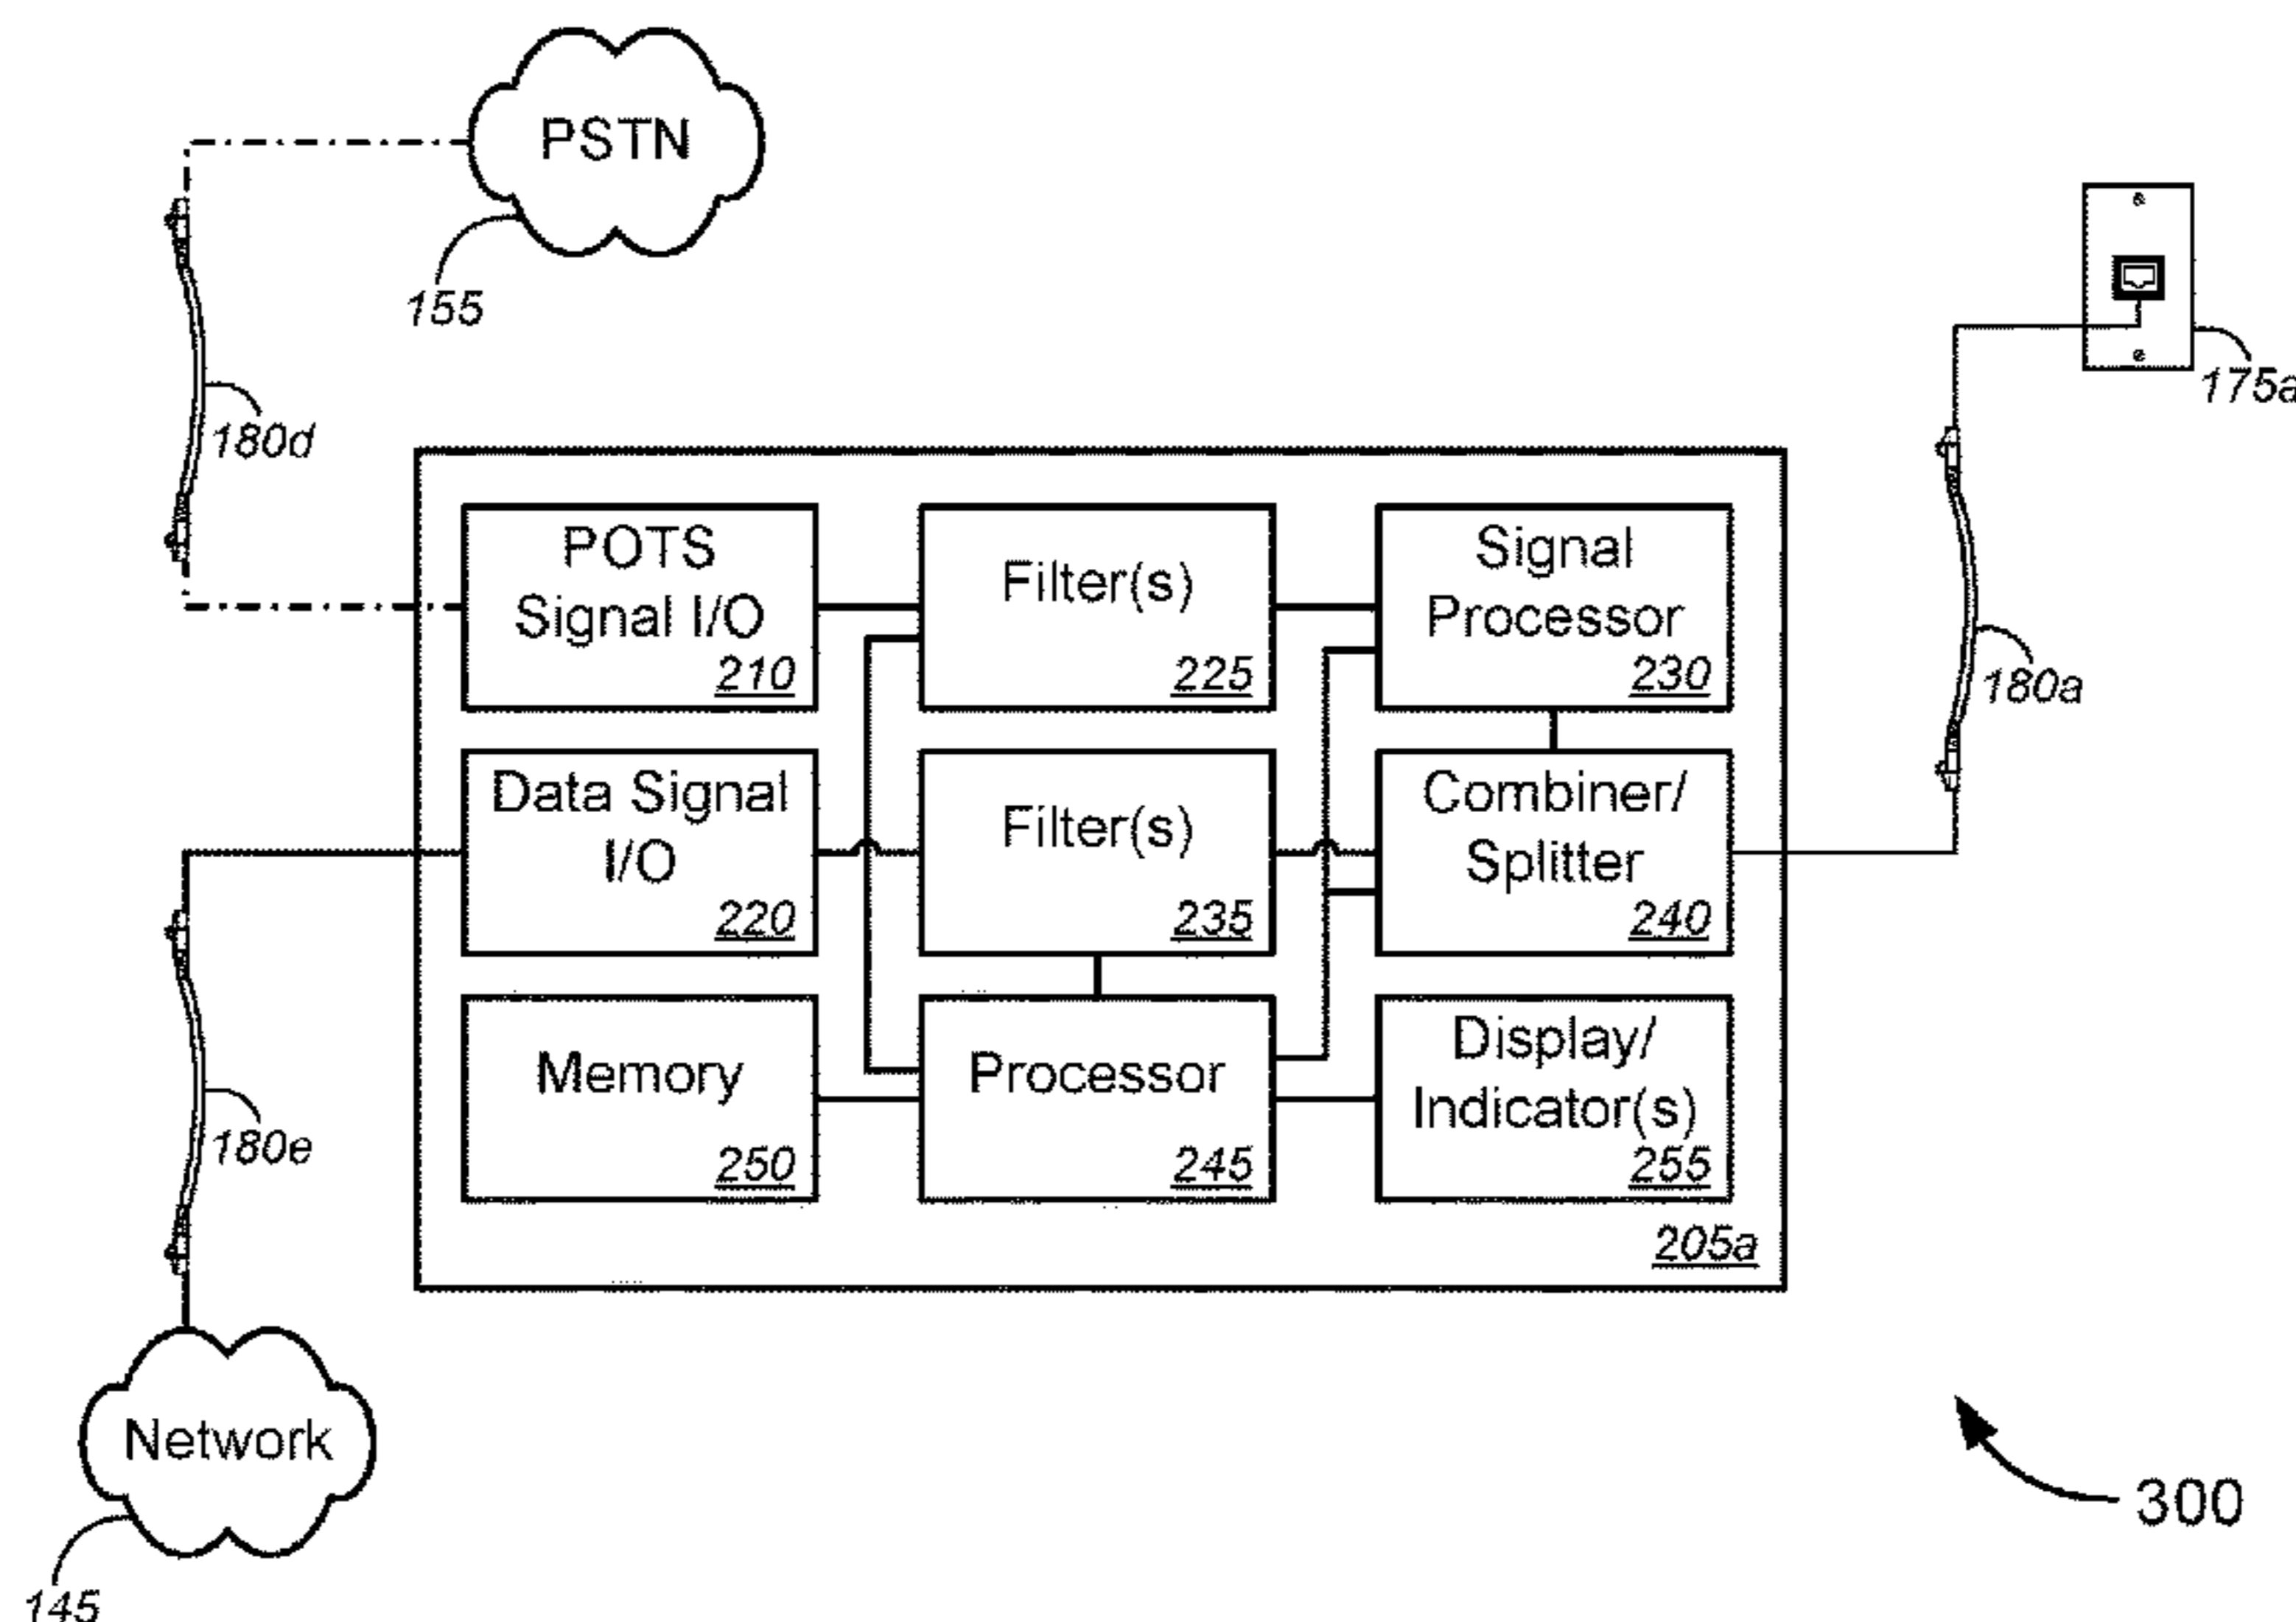 PSTN
155
175a
180d
180a
POTS
Signal I/O
210
Filter(s)
225
Signal
Processor
230
Data Signal
I/O
220
Filter(s)
235
Combiner/
Splitter
240
Memory
250
Processor
245
Display/
Indicator(s)
255
205a
180e
Network
145
300